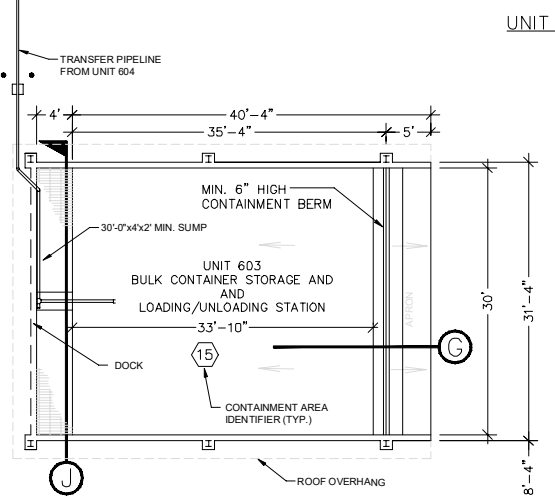 UNIT
TRANSFER PIPELINE
FROM UNIT 604
4'
40'-4"
35'-4"
5'
MIN. 6" HIGH
CONTAINMENT BERM
30'-0"x4'x2' MIN. SUMP
UNIT 603
BULK CONTAINER STORAGE AND
AND
LOADING/UNLOADING STATION
33'-10"
APRON
30'
31'-4"
15
G
DOCK
CONTAINMENT AREA
IDENTIFIER (TYP.)
J
ROOF OVERHANG
8'-4"